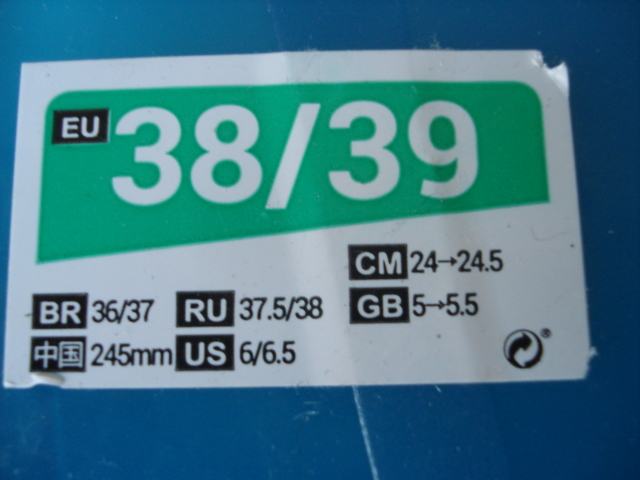 EU 38/39
CM 24→24.5
BR 36/37 RU 37.5/38 GB 5→5.5
中国 245mm US 6/6.5
®